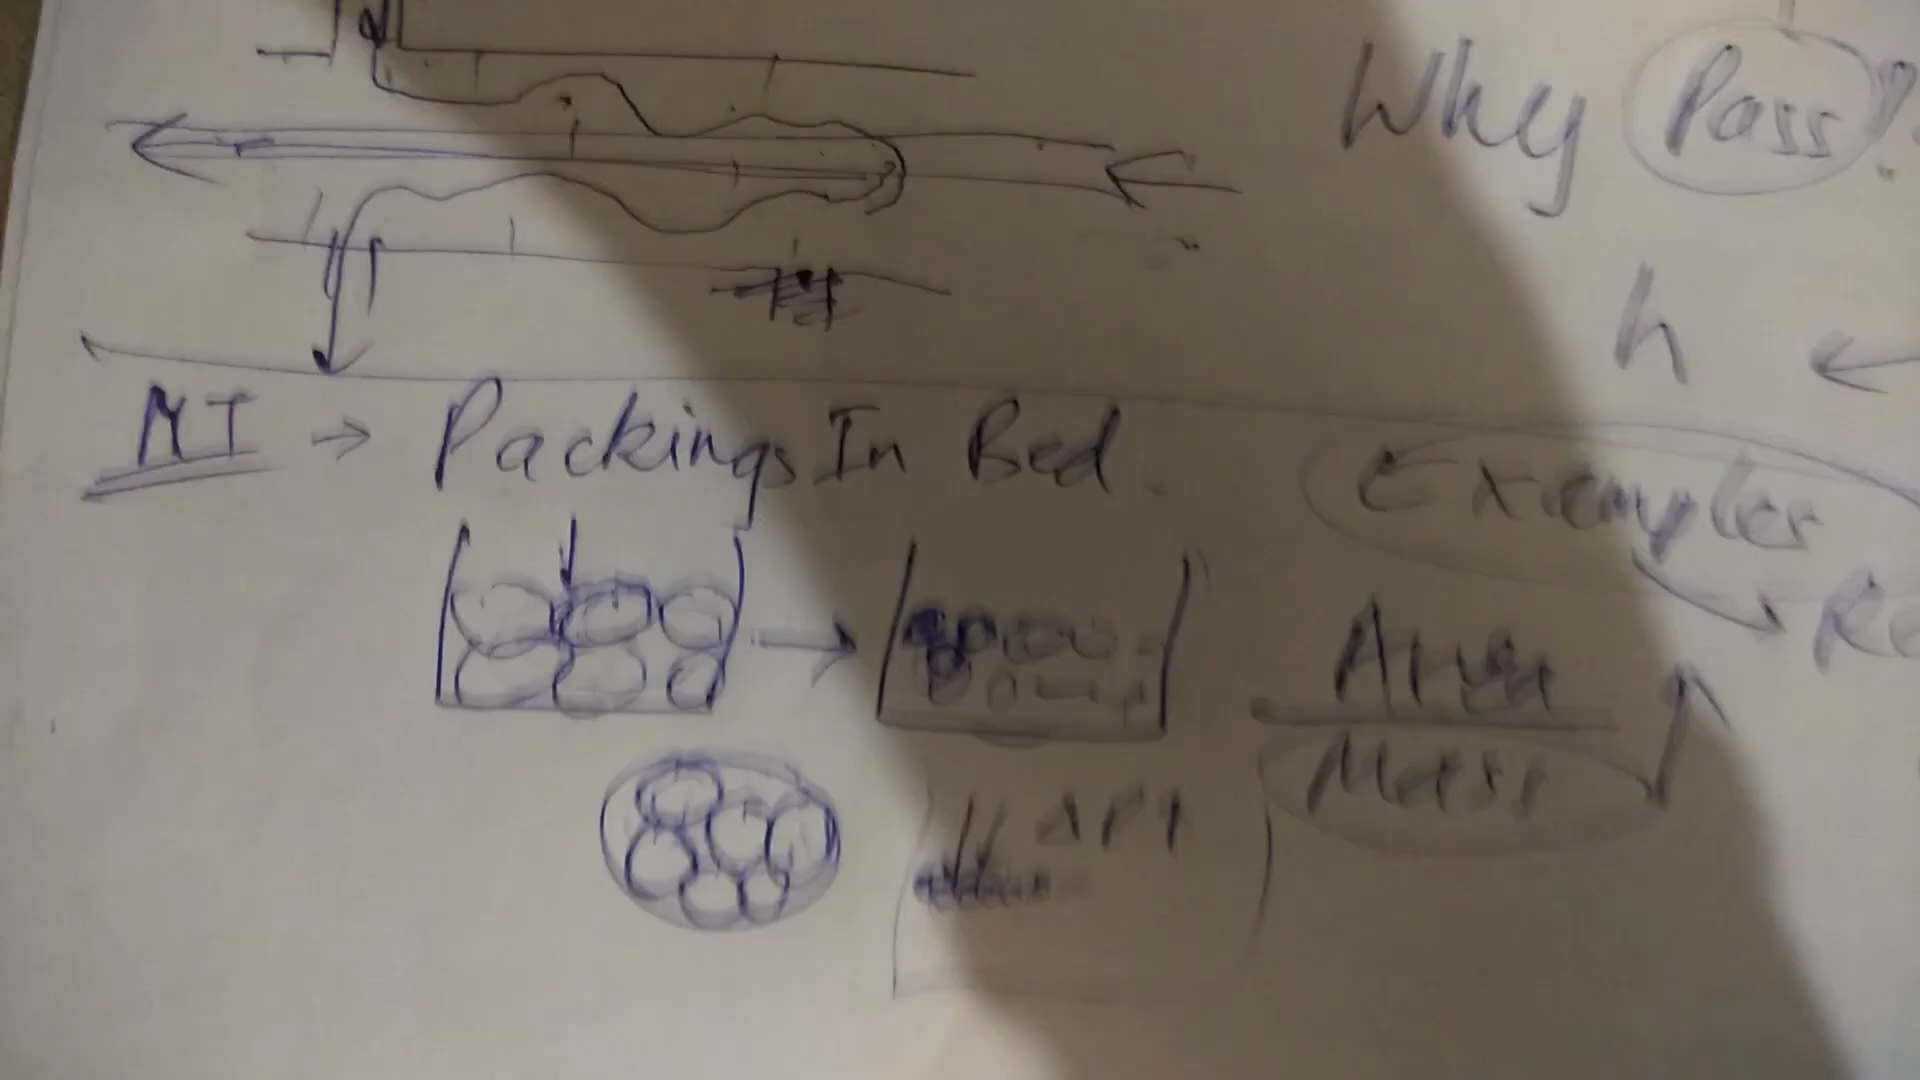 Why Pass?
h
MT → Packings In Bed
Examples
Area
Mass